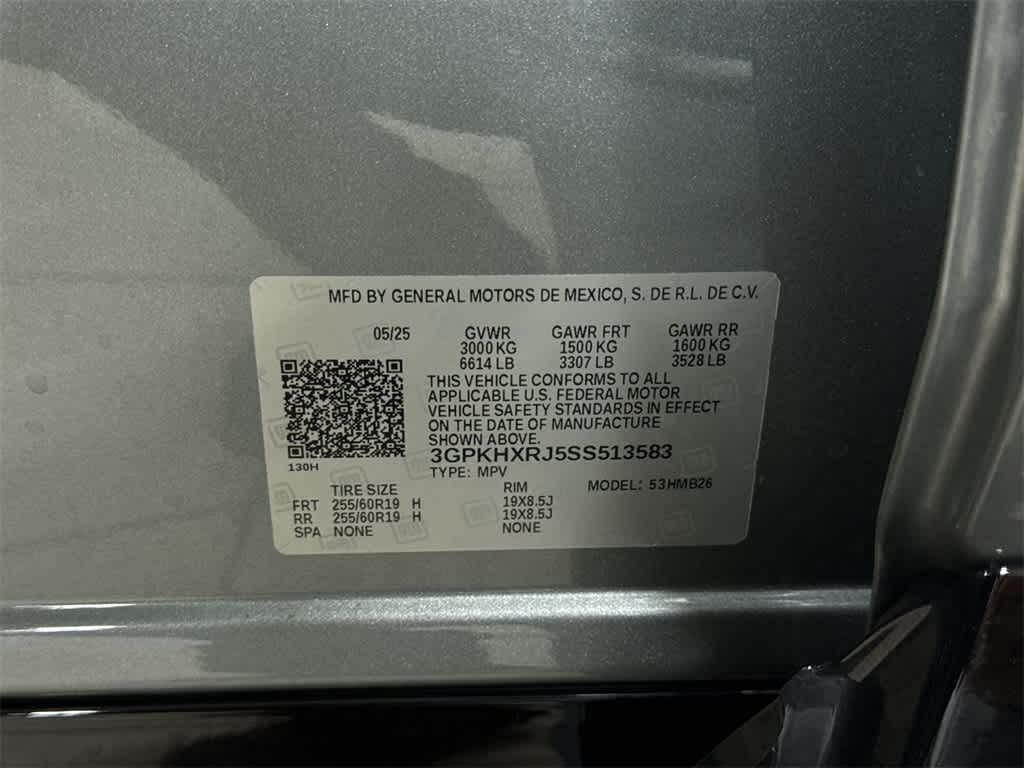 MFD BY GENERAL MOTORS DE MEXICO, S. DE R.L. DE C.V.
05/25 GVWR GAWR FRT GAWR RR
3000 KG 1500 KG 1600 KG
6614 LB 3307 LB 3528 LB
THIS VEHICLE CONFORMS TO ALL
APPLICABLE U.S. FEDERAL MOTOR
VEHICLE SAFETY STANDARDS IN EFFECT
ON THE DATE OF MANUFACTURE
SHOWN ABOVE.
3GPKHXRJ5SS513583
130H
TYPE: MPV
TIRE SIZE RIM MODEL: 53HMB26
FRT 255/60R19 H 19X8.5J
RR 255/60R19 H 19X8.5J
SPA NONE NONE